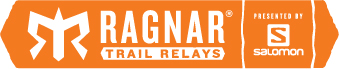 RAGNAR®
TRAIL RELAYS
PRESENTED BY
SALOMON